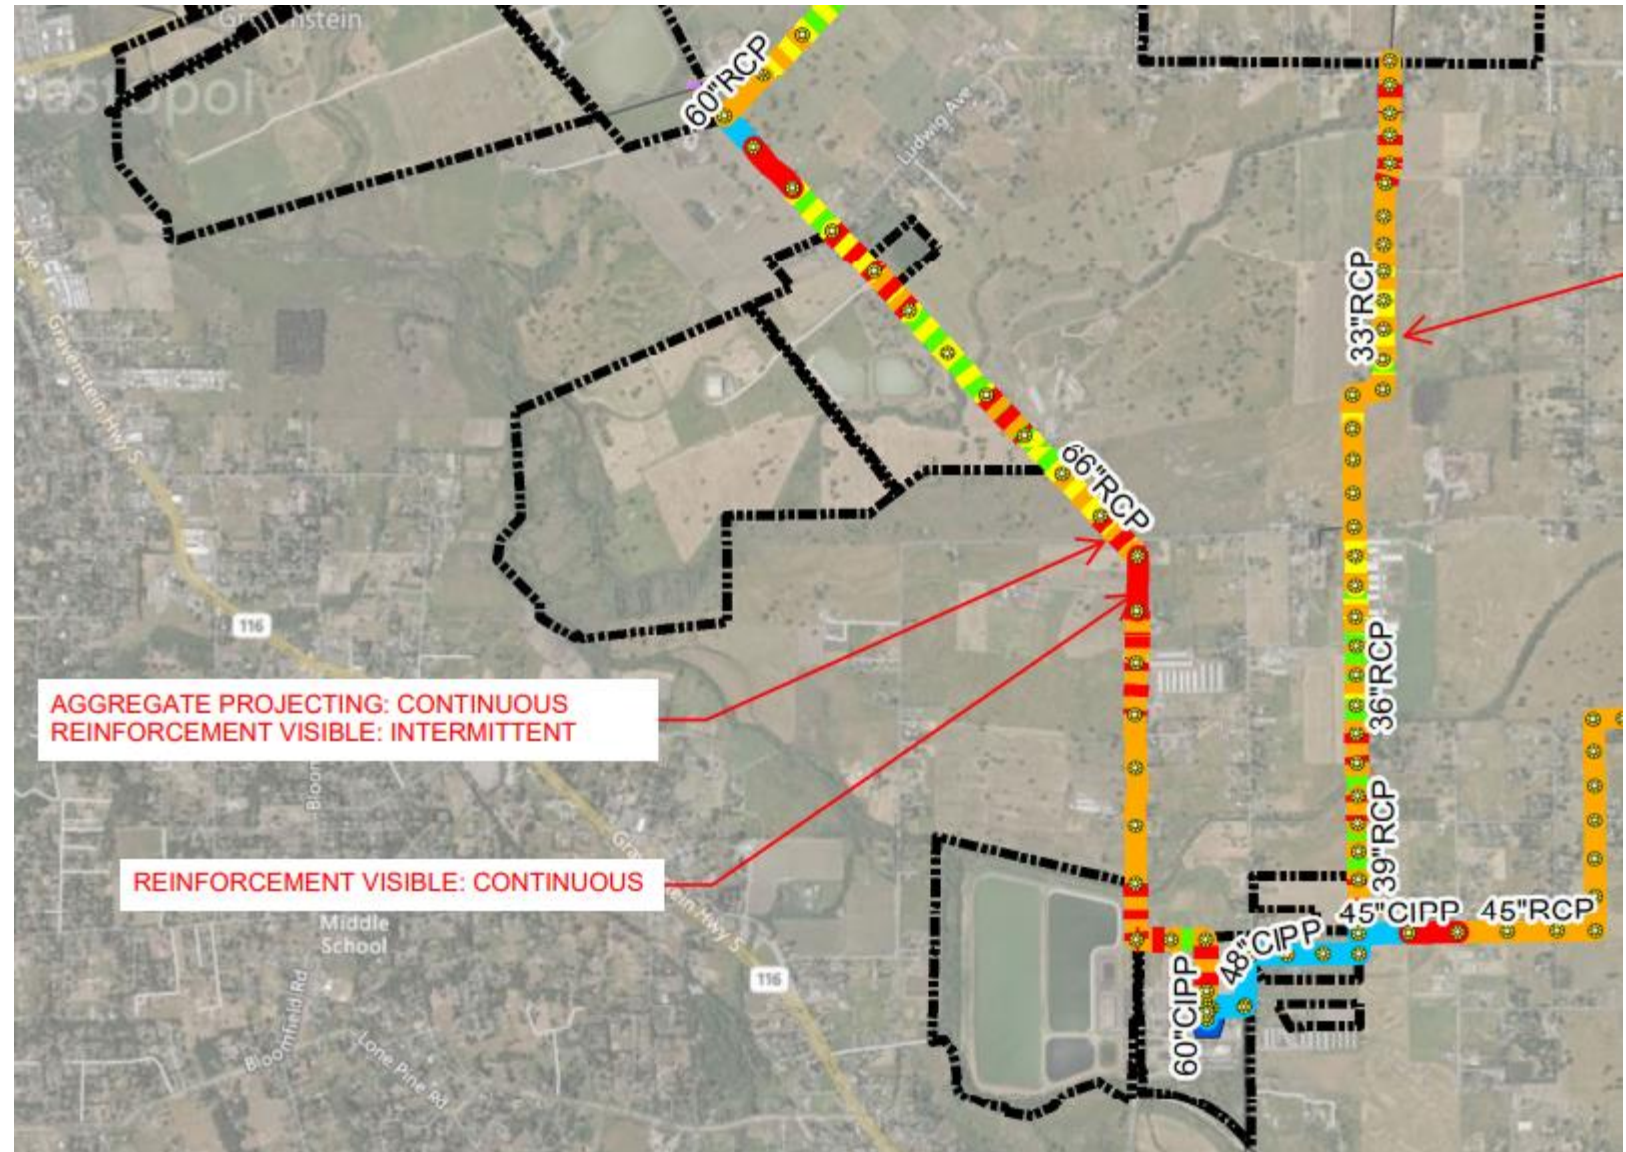 60"RCP
Ludwig Ave
33"RCP
Gravenstein Hwy S
66"RCP
116
36"RCP
AGGREGATE PROJECTING: CONTINUOUS
REINFORCEMENT VISIBLE: INTERMITTENT
39"RCP
REINFORCEMENT VISIBLE: CONTINUOUS
45"CIPP
45"RCP
Middle
School
48"CIPP
116
60"CIPP
Bloomfield Rd
Lone Pine Rd